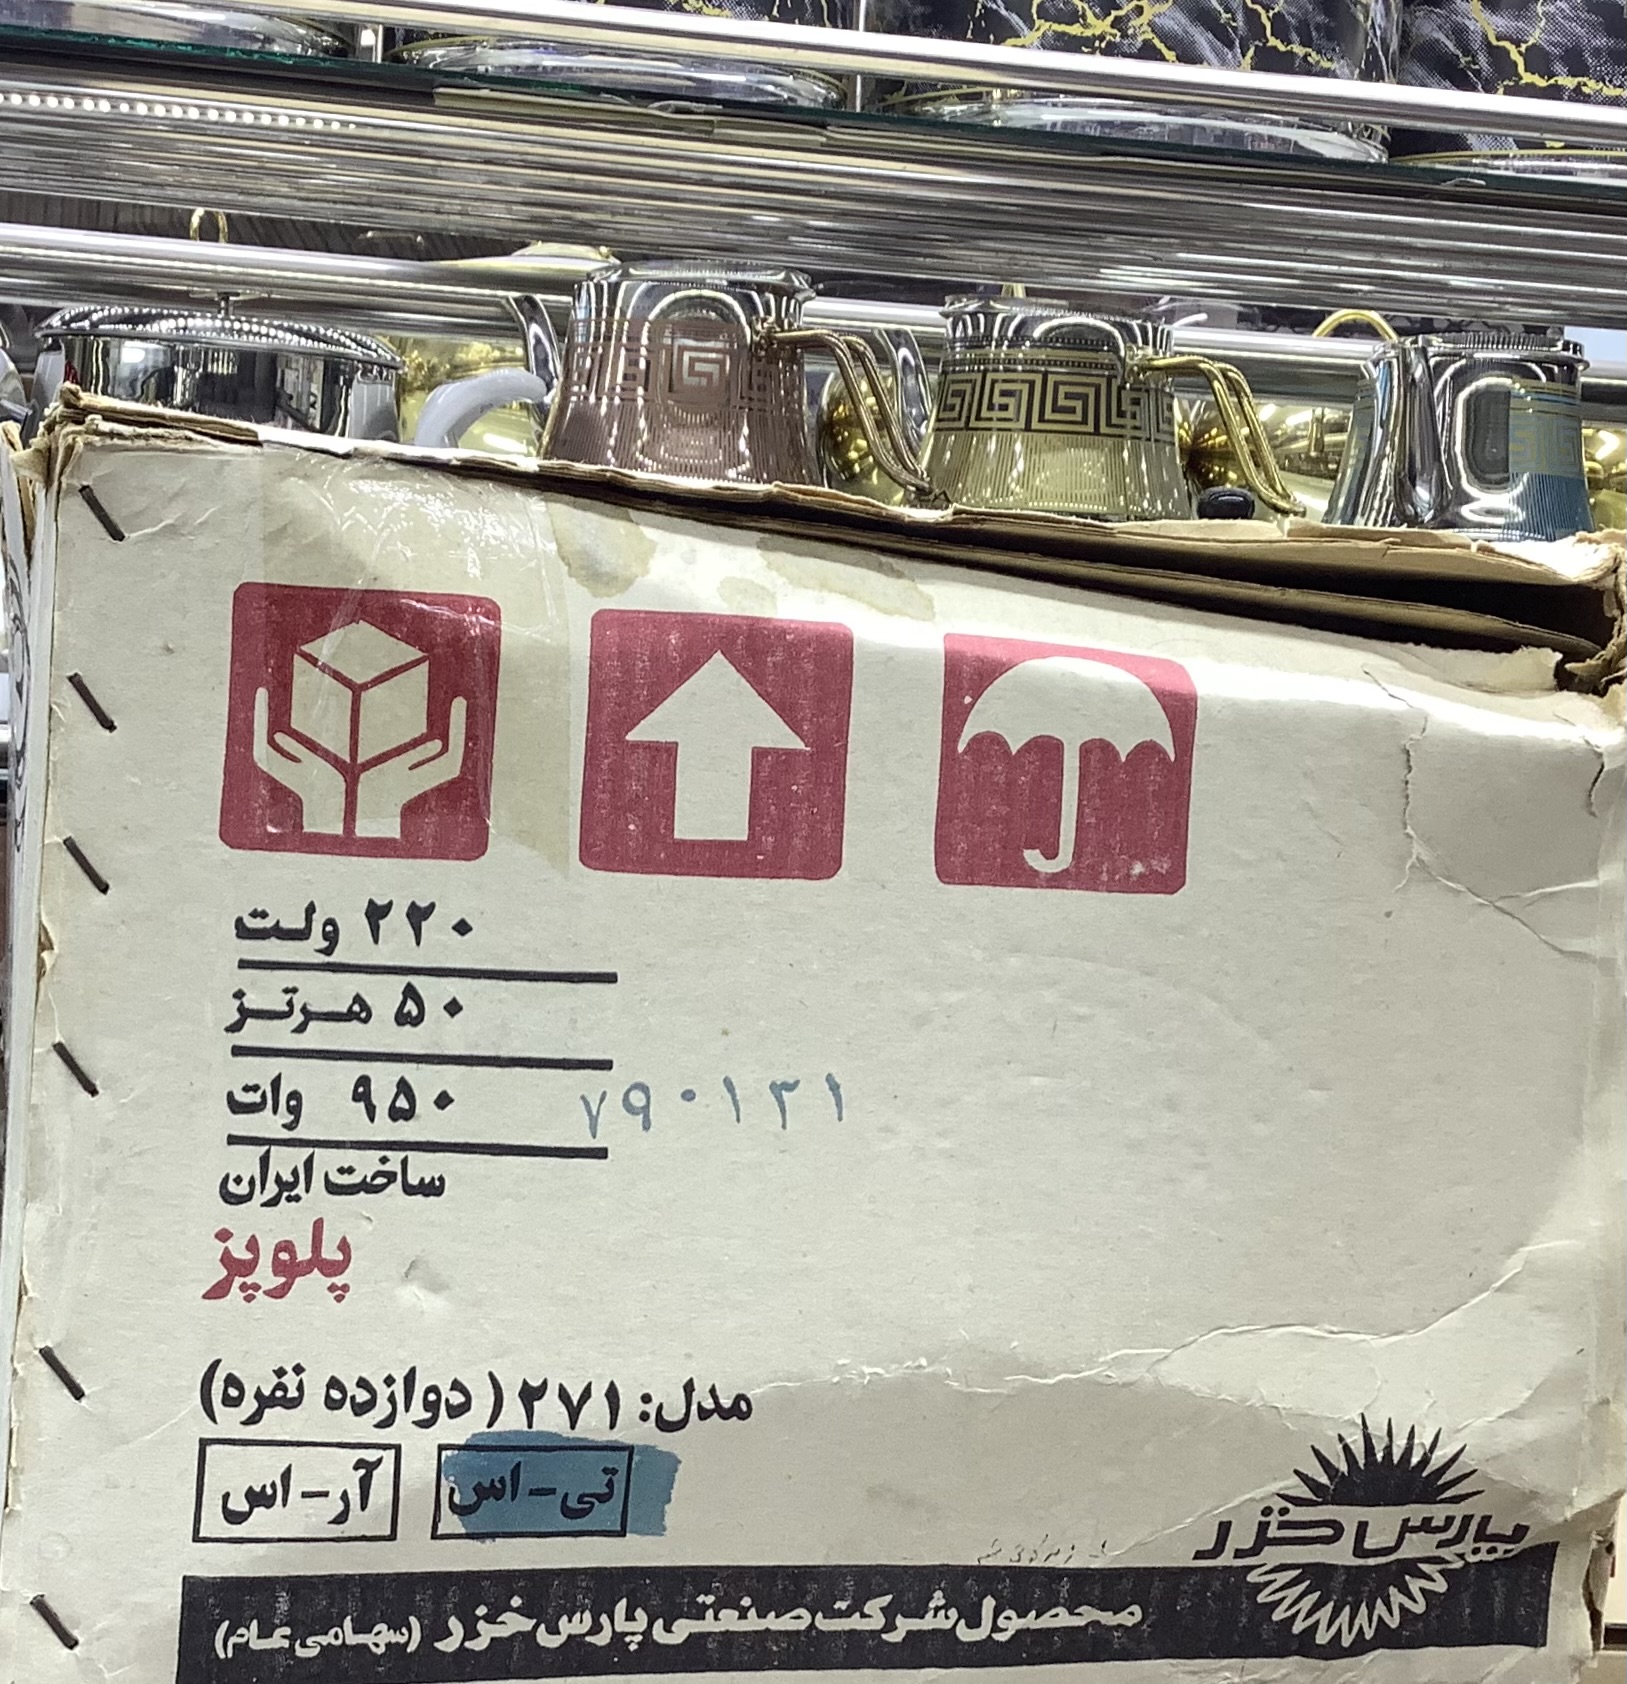 ۲۲۰ ولت
۵۰ هرتز
۹۵۰ وات
۷۹۰۱۳۱
ساخت ایران
پلوپز
مدل: ۲۷۱ (دوازده نفره)
تی-اس
آر-اس
پارس خزر
محصول شرکت صنعتی پارس خزر (سهامی عام)